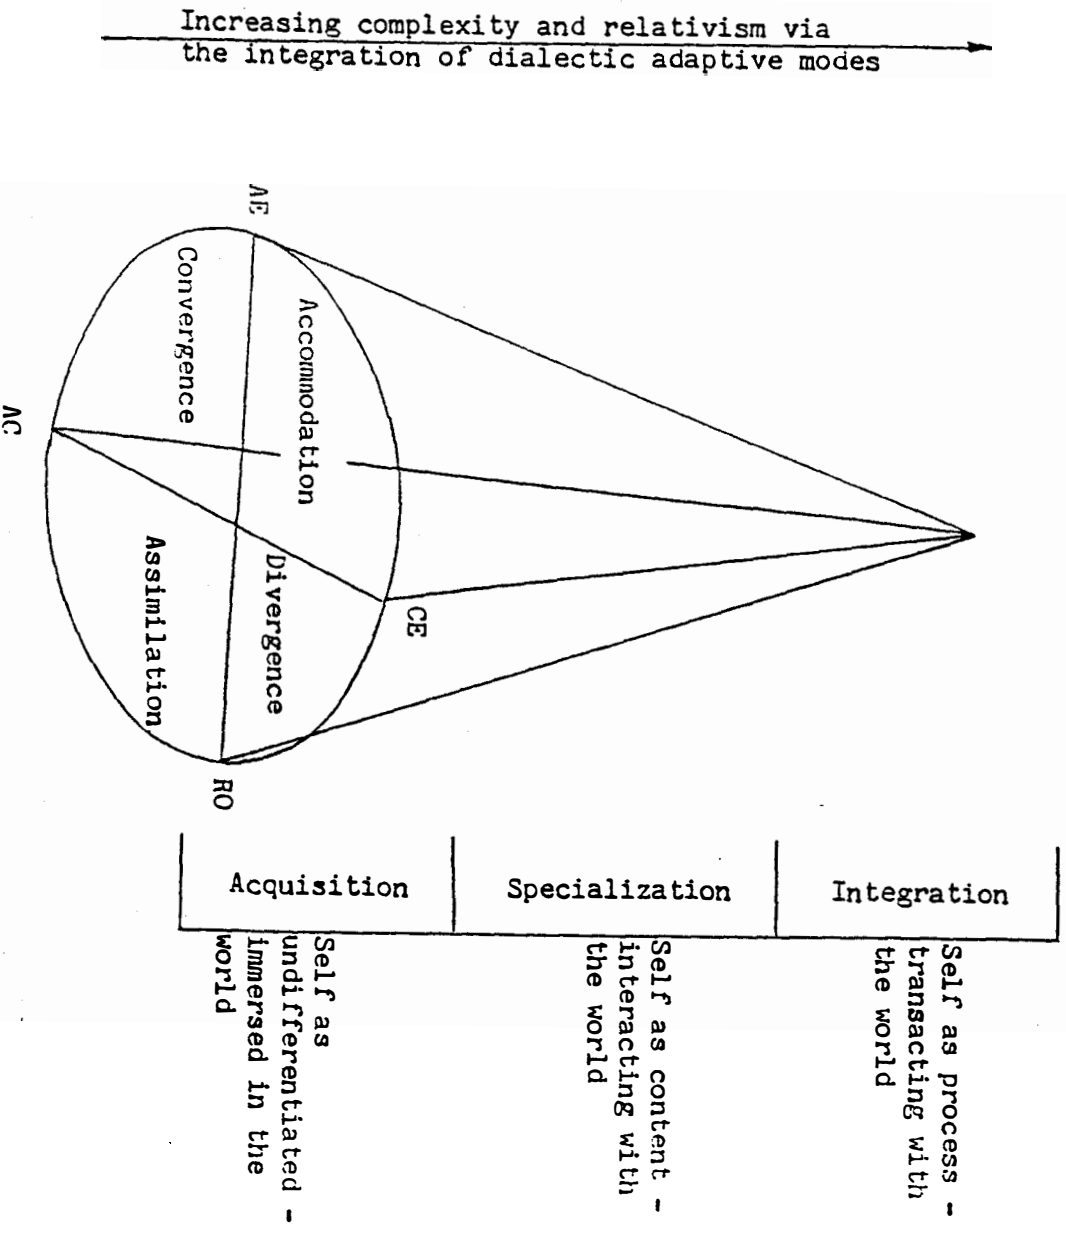 Increasing complexity and relativism via
the integration of dialectic adaptive modes
AE
Convergence
Accommodation
AC
CE
Divergence
Assimilation
RO
Acquisition
Specialization
Integration
Self as
undifferentiated -
immersed in the
world
Self as content -
interacting with
the world
Self as process -
transacting with
the world